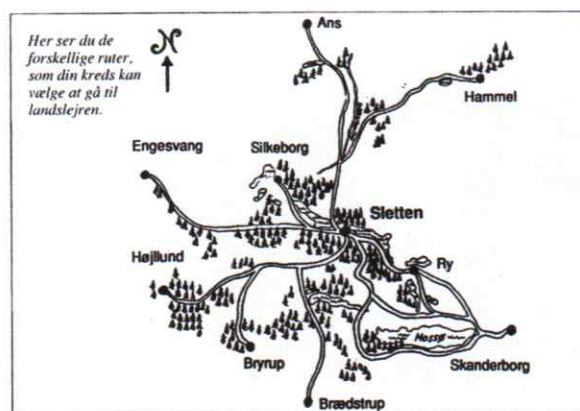 Her ser du de
forskellige ruter,
som din kreds kan
vælge at gå til
landslejren.
N
Ans
Hammel
Engesvang
Silkeborg
Sletten
Højllund
Ry
Mossø
Bryrup
Skanderborg
Brædstrup